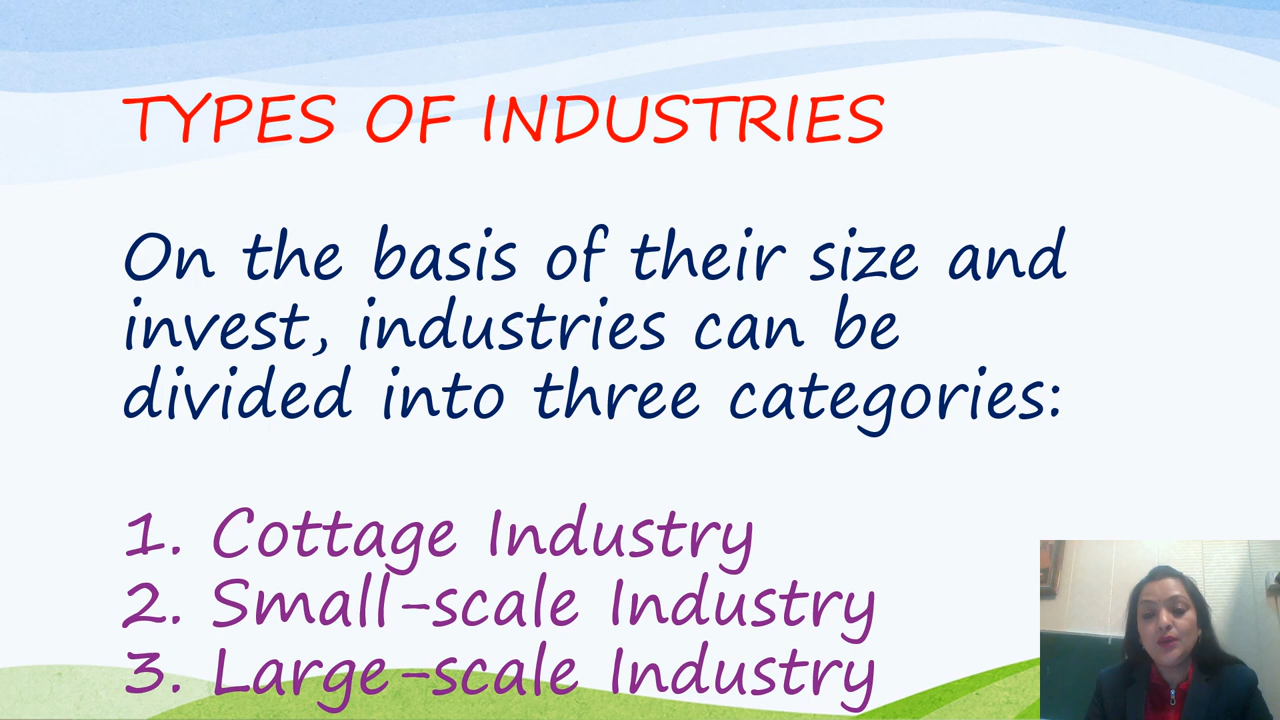 TYPES OF INDUSTRIES
On the basis of their size and
invest, industries can be
divided into three categories:
1. Cottage Industry
2. Small-scale Industry
3. Large-scale Industry